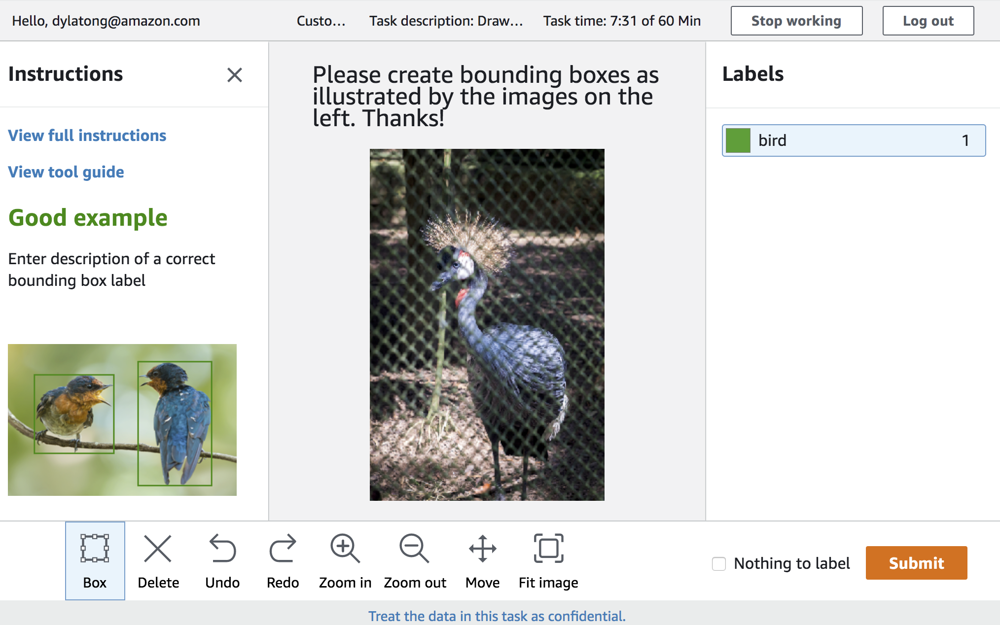 Hello, dylatong@amazon.com
Custo...
Task description: Draw...
Task time: 7:31 of 60 Min
Stop working
Log out
Instructions
View full instructions
View tool guide
Good example
Enter description of a correct
bounding box label
Please create bounding boxes as
illustrated by the images on the
left. Thanks!
Labels
bird 1
Box
Delete
Undo
Redo
Zoom in
Zoom out
Move
Fit image
Nothing to label
Submit
Treat the data in this task as confidential.